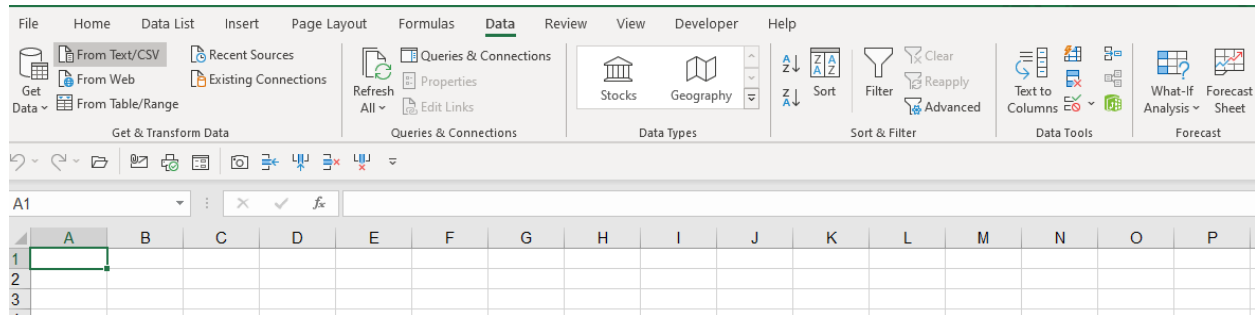 File Home Data List Insert Page Layout Formulas Data Review View Developer Help
From Text/CSV Recent Sources Queries & Connections Clear
From Web Existing Connections Properties Reapply
Get Data From Table/Range Refresh All Edit Links Stocks Geography Sort Filter Advanced Text to Columns What-If Analysis Forecast Sheet
Get & Transform Data Queries & Connections Data Types Sort & Filter Data Tools Forecast
A1 fx
A B C D E F G H I J K L M N O P
1
2
3